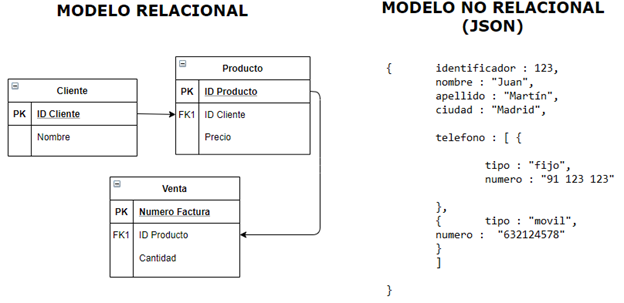 MODELO RELACIONAL
Cliente
PK ID Cliente
Nombre
Producto
PK ID Producto
FK1 ID Cliente
Precio
Venta
PK Numero Factura
FK1 ID Producto
Cantidad
MODELO NO RELACIONAL
(JSON)
{ identificador : 123,
nombre : "Juan",
apellido : "Martín",
ciudad : "Madrid",
telefono : [ {
tipo : "fijo",
numero : "91 123 123"
},
{ tipo : "movil",
numero : "632124578"
}
]
}